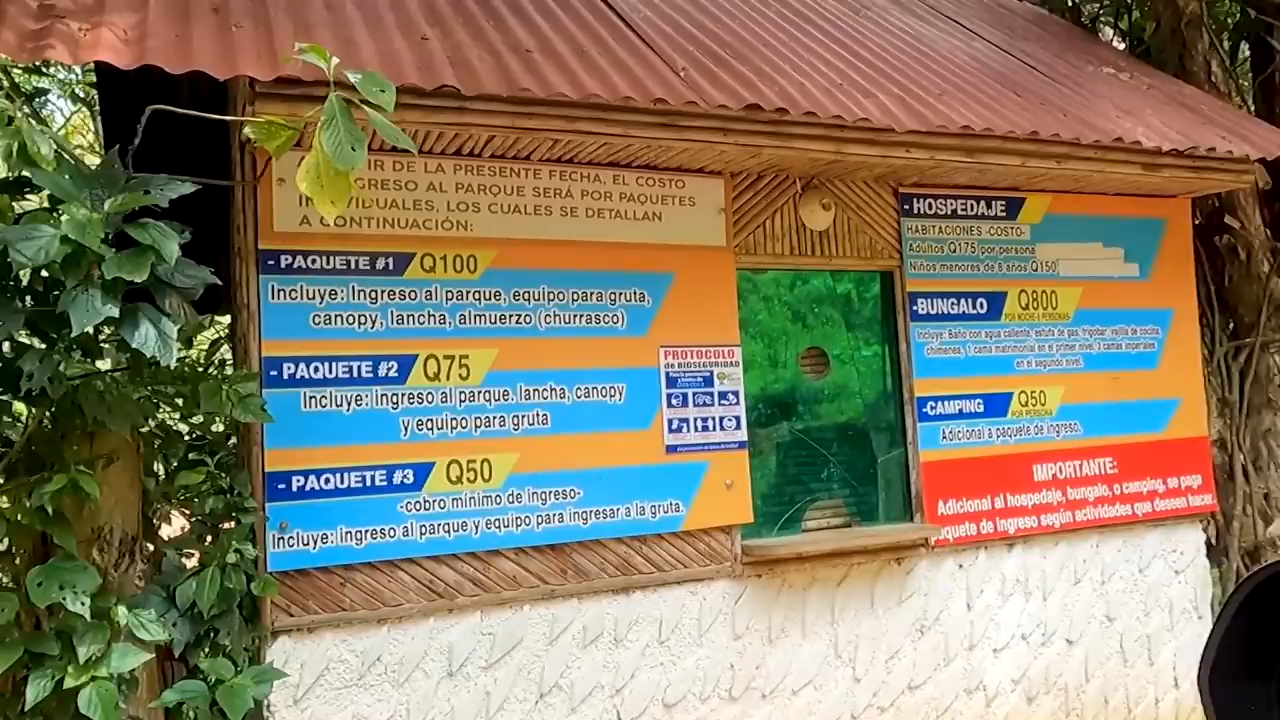 IR DE LA PRESENTE FECHA, EL COSTO
GRESO AL PARQUE SERÁ POR PAQUETES
LOS CUALES SE DETALLAN
A CONTINUACIÓN:
- PAQUETE #1 Q100
Incluye: Ingreso al parque, equipo para gruta,
canopy, lancha, almuerzo (churrasco)
- PAQUETE #2 Q75
Incluye: ingreso al parque. lancha, canopy
y equipo para gruta
- PAQUETE #3 Q50
-cobro mínimo de ingreso-
Incluye: ingreso al parque y equipo para ingresar a la gruta.
PROTOCOLO
de BIOSEGURIDAD
- HOSPEDAJE
HABITACIONES -COSTO-
Adultos Q175 por persona
Niños menores de 8 años Q150
-BUNGALO Q800
POR NOCHE-6 PERSONAS-
Incluye: Baño con agua caliente, estufa de gas, frigobar, vajilla de cocina,
chimenea, 1 cama matrimonial en el primer nivel, 3 camas imperiales
en el segundo nivel.
-CAMPING Q50
POR PERSONA
Adicional a paquete de ingreso.
IMPORTANTE:
Adicional al hospedaje, bungalo, o camping, se paga
paquete de ingreso según actividades que deseen hacer.